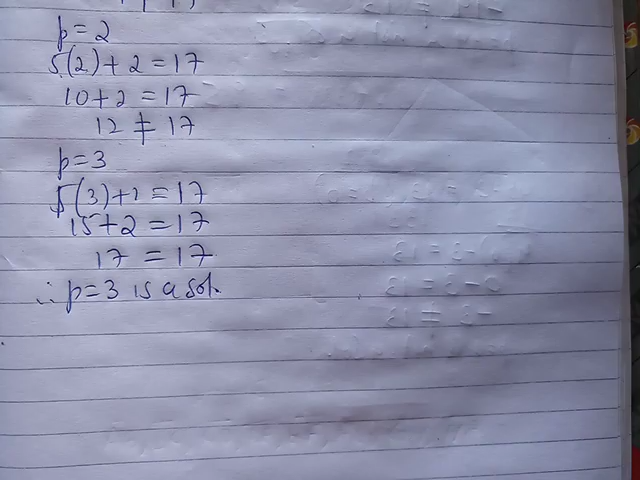 p=2
5(2)+2=17
10+2=17
12≠17
p=3
5(3)+2=17
15+2=17
17=17
∴p=3 is a sol.